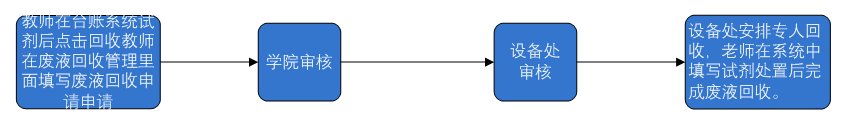 教师在台账系统试
剂后点击回收教师
在废液回收管理里
面填写废液回收申
请申请
学院审核
设备处
审核
设备处安排专人回
收，老师在系统中
填写试剂处置后完
成废液回收。